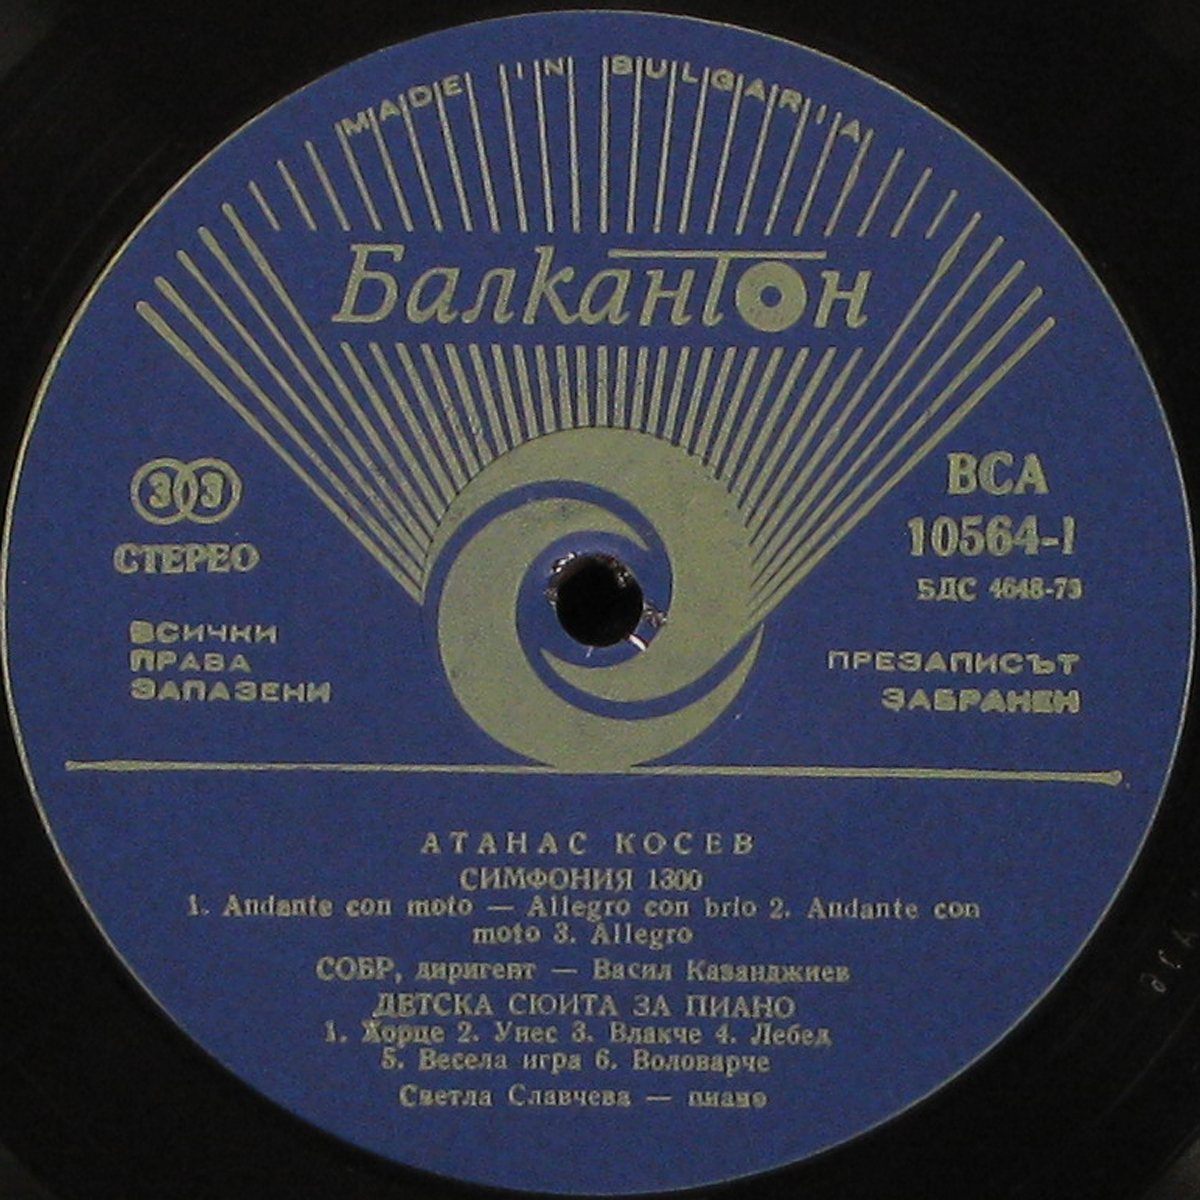 MADE IN BULGARIA
Балкантон
33
СТЕРЕО
ВСИЧКИ
ПРАВА
ЗАПАЗЕНИ
ВСА
10564-I
БДС 4648-73
ПРЕЗАПИСЪТ
ЗАБРАНЕН
АТАНАС КОСЕВ
СИМФОНИЯ 1300
1. Andante con moto — Allegro con brio 2. Andante con
moto 3. Allegro
СОБР, диригент — Васил Казанджиев
ДЕТСКА СЮИТА ЗА ПИАНО
1. Хорце 2. Унес 3. Влакче 4. Лебед
5. Весела игра 6. Воловарче
Светла Славчева — пиано